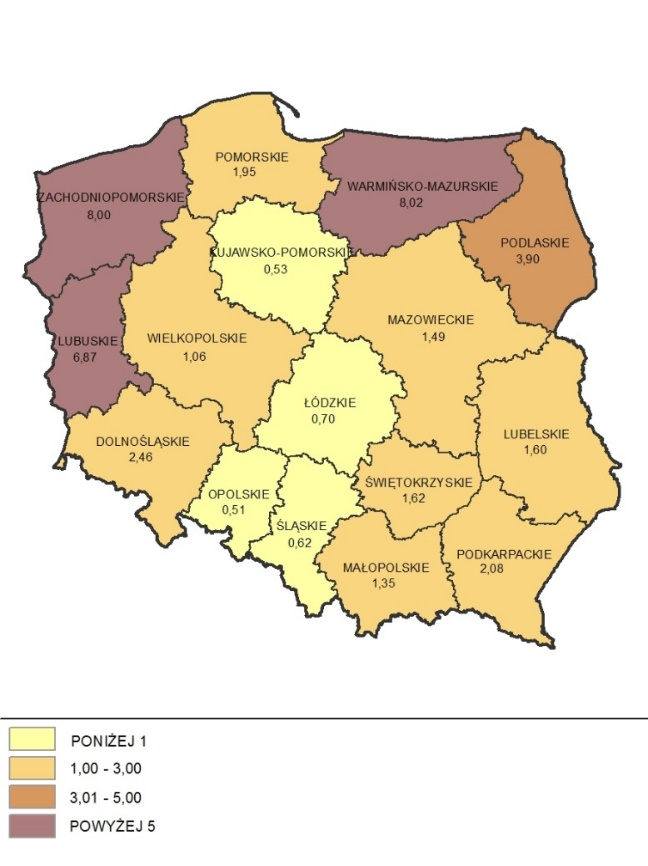 POMORSKIE
1,95
WARMIŃSKO-MAZURSKIE
8,02
ZACHODNIOPOMORSKIE
8,00
PODLASKIE
3,90
KUJAWSKO-POMORSKIE
0,53
MAZOWIECKIE
1,49
LUBUSKIE
6,87
WIELKOPOLSKIE
1,06
ŁÓDZKIE
0,70
LUBELSKIE
1,60
DOLNOŚLĄSKIE
2,46
ŚWIĘTOKRZYSKIE
1,62
OPOLSKIE
0,51
ŚLĄSKIE
0,62
PODKARPACKIE
2,08
MAŁOPOLSKIE
1,35
PONIŻEJ 1
1,00 - 3,00
3,01 - 5,00
POWYŻEJ 5